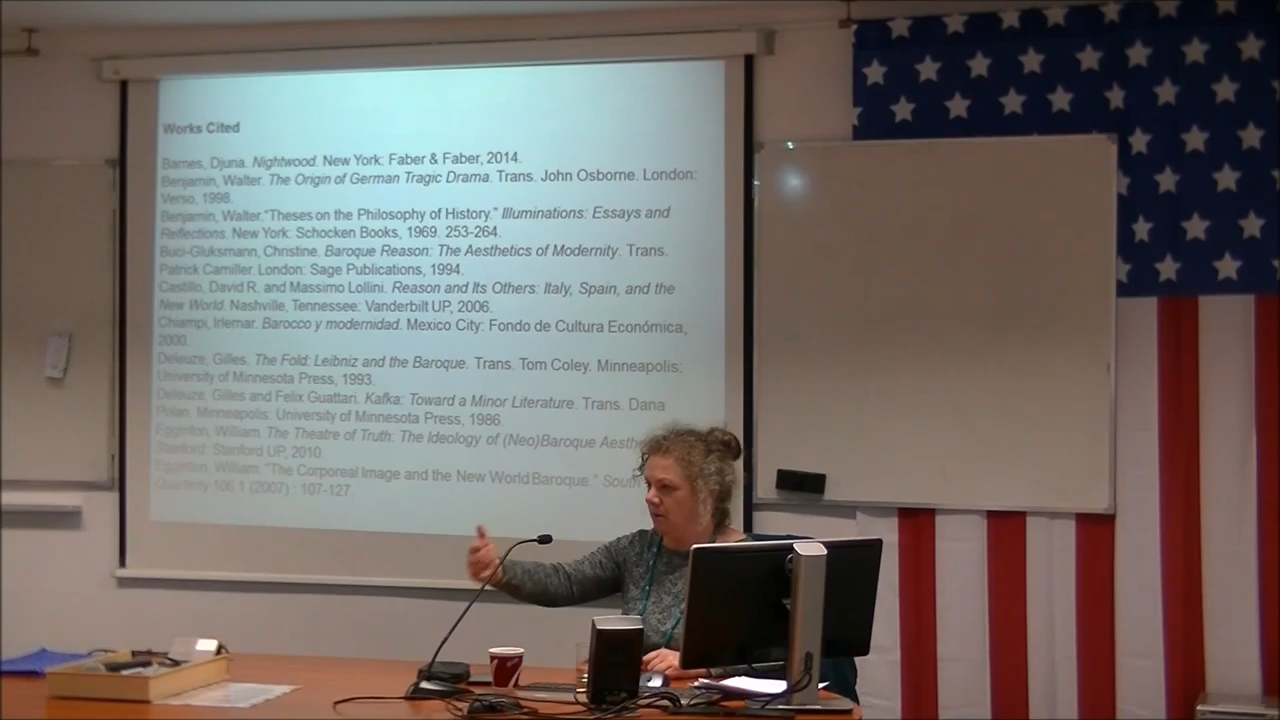 Works Cited
Barnes, Djuna. Nightwood. New York: Faber & Faber, 2014.
Benjamin, Walter. The Origin of German Tragic Drama. Trans. John Osborne. London:
Verso, 1998.
Benjamin, Walter."Theses on the Philosophy of History." Illuminations: Essays and
Reflections. New York: Schocken Books, 1969. 253-264.
Buci-Gluksmann, Christine. Baroque Reason: The Aesthetics of Modernity. Trans.
Patrick Camiller. London: Sage Publications, 1994.
Castillo, David R. and Massimo Lollini. Reason and Its Others: Italy, Spain, and the
New World. Nashville, Tennessee: Vanderbilt UP, 2006.
Chiampi, Irlemar. Barocco y modernidad. Mexico City: Fondo de Cultura Económica,
2000.
Deleuze, Gilles. The Fold: Leibniz and the Baroque. Trans. Tom Coley. Minneapolis:
University of Minnesota Press, 1993.
Deleuze, Gilles and Felix Guattari. Kafka: Toward a Minor Literature. Trans. Dana
Polan. Minneapolis: University of Minnesota Press, 1986.
Egginton, William. The Theatre of Truth: The Ideology of (Neo)Baroque Aesth
Stanford: Stanford UP, 2010.
Egginton, William. "The Corporeal Image and the New World Baroque." South
Quarterly 106.1 (2007) : 107-127.